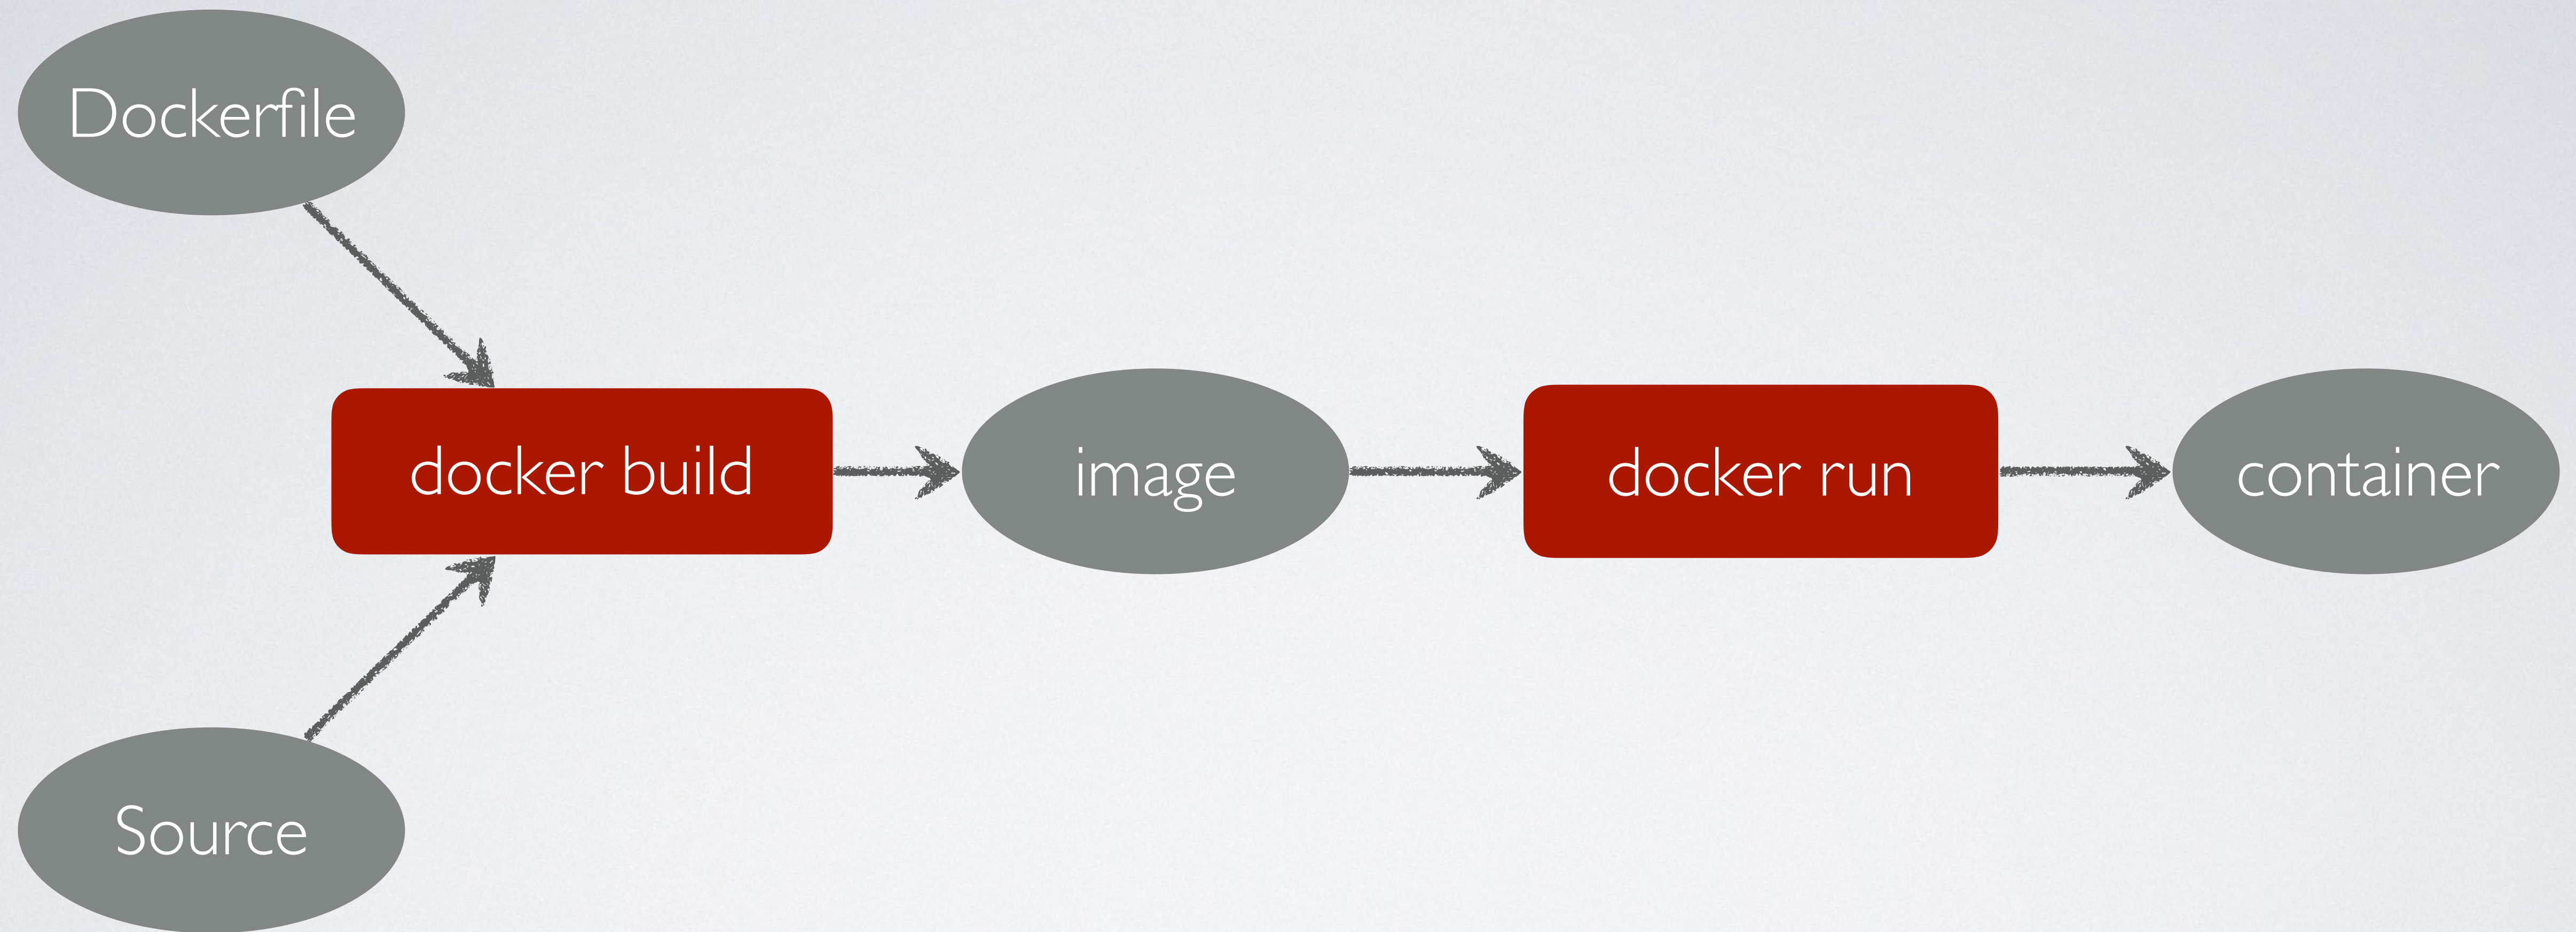 Dockerfile
docker build
image
docker run
container
Source